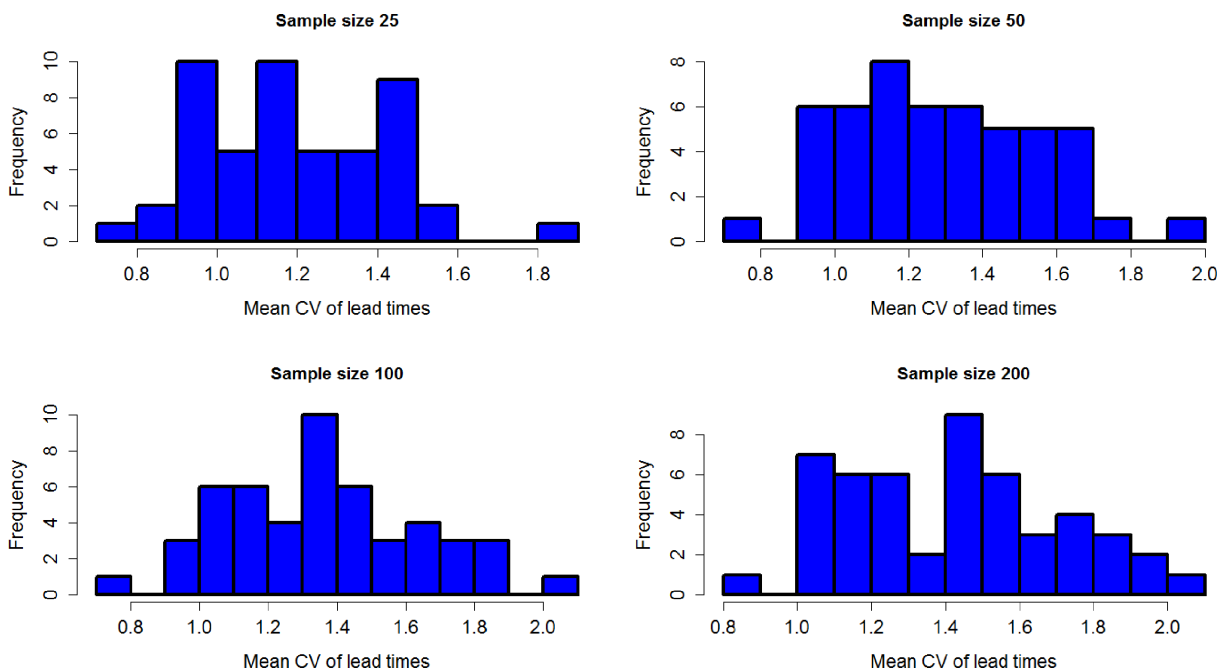 Sample size 25
Frequency
0 2 4 6 8 10
0.8 1.0 1.2 1.4 1.6 1.8
Mean CV of lead times
Sample size 50
Frequency
0 2 4 6 8
0.8 1.0 1.2 1.4 1.6 1.8 2.0
Mean CV of lead times
Sample size 100
Frequency
0 2 4 6 8 10
0.8 1.0 1.2 1.4 1.6 1.8 2.0
Mean CV of lead times
Sample size 200
Frequency
0 2 4 6 8
0.8 1.0 1.2 1.4 1.6 1.8 2.0
Mean CV of lead times